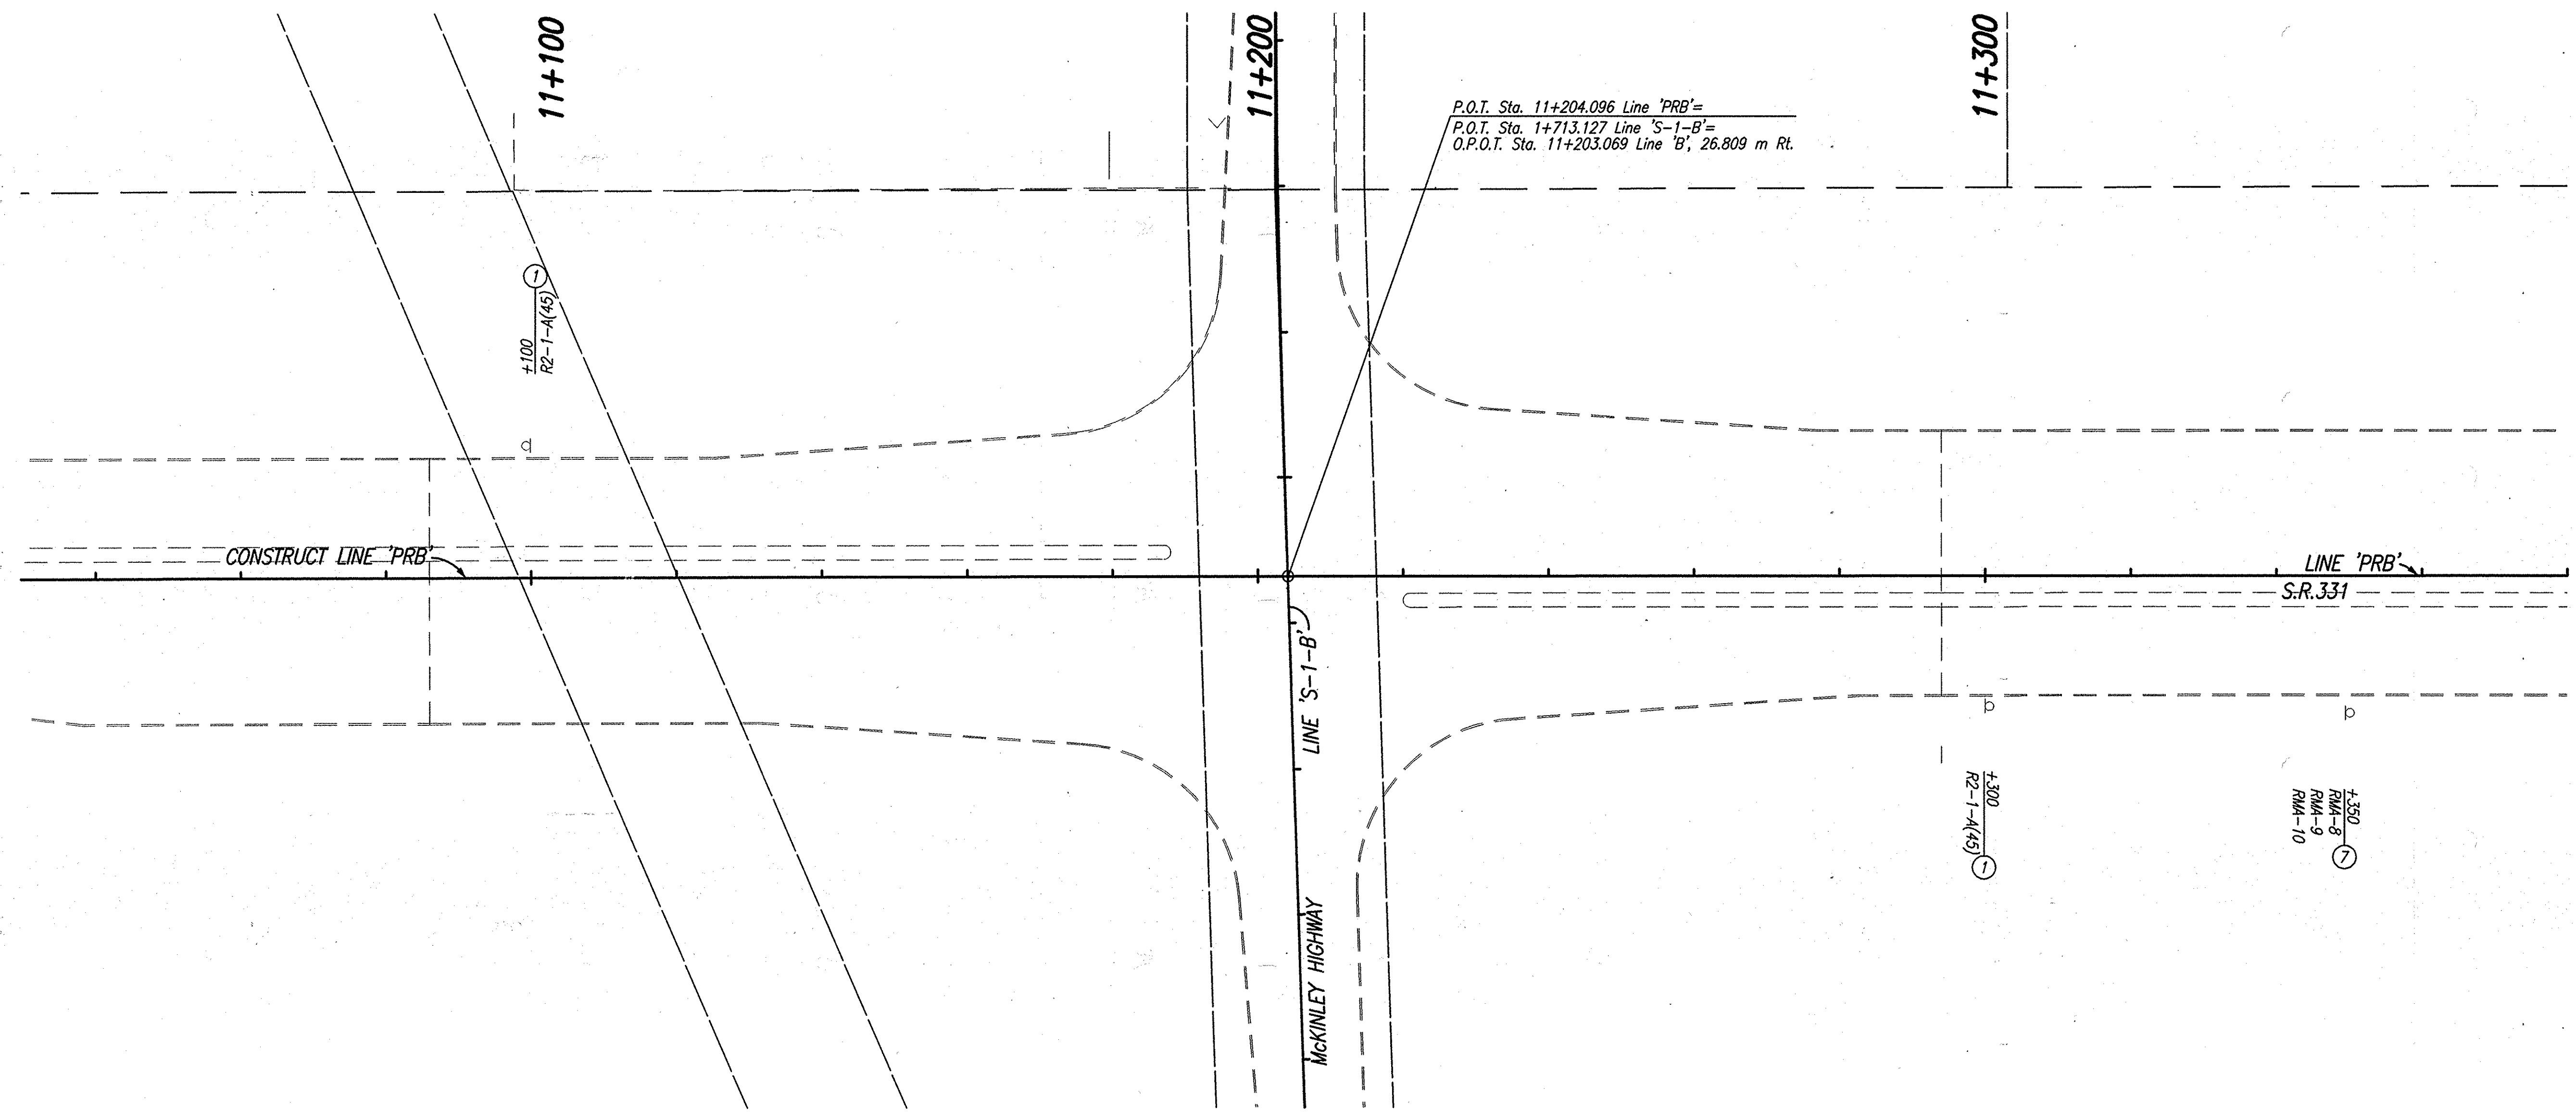 11+100
11+200
11+300
P.O.T. Sta. 11+204.096 Line 'PRB'=
P.O.T. Sta. 1+713.127 Line 'S-1-B'=
O.P.O.T. Sta. 11+203.069 Line 'B', 26.809 m Rt.
1
+100
R2-1-A(45)
CONSTRUCT LINE 'PRB'
LINE 'PRB'
S.R.331
LINE 'S-1-B'
McKINLEY HIGHWAY
+300
R2-1-A(45)
1
+350
RMA-8
RMA-9
RMA-10
7